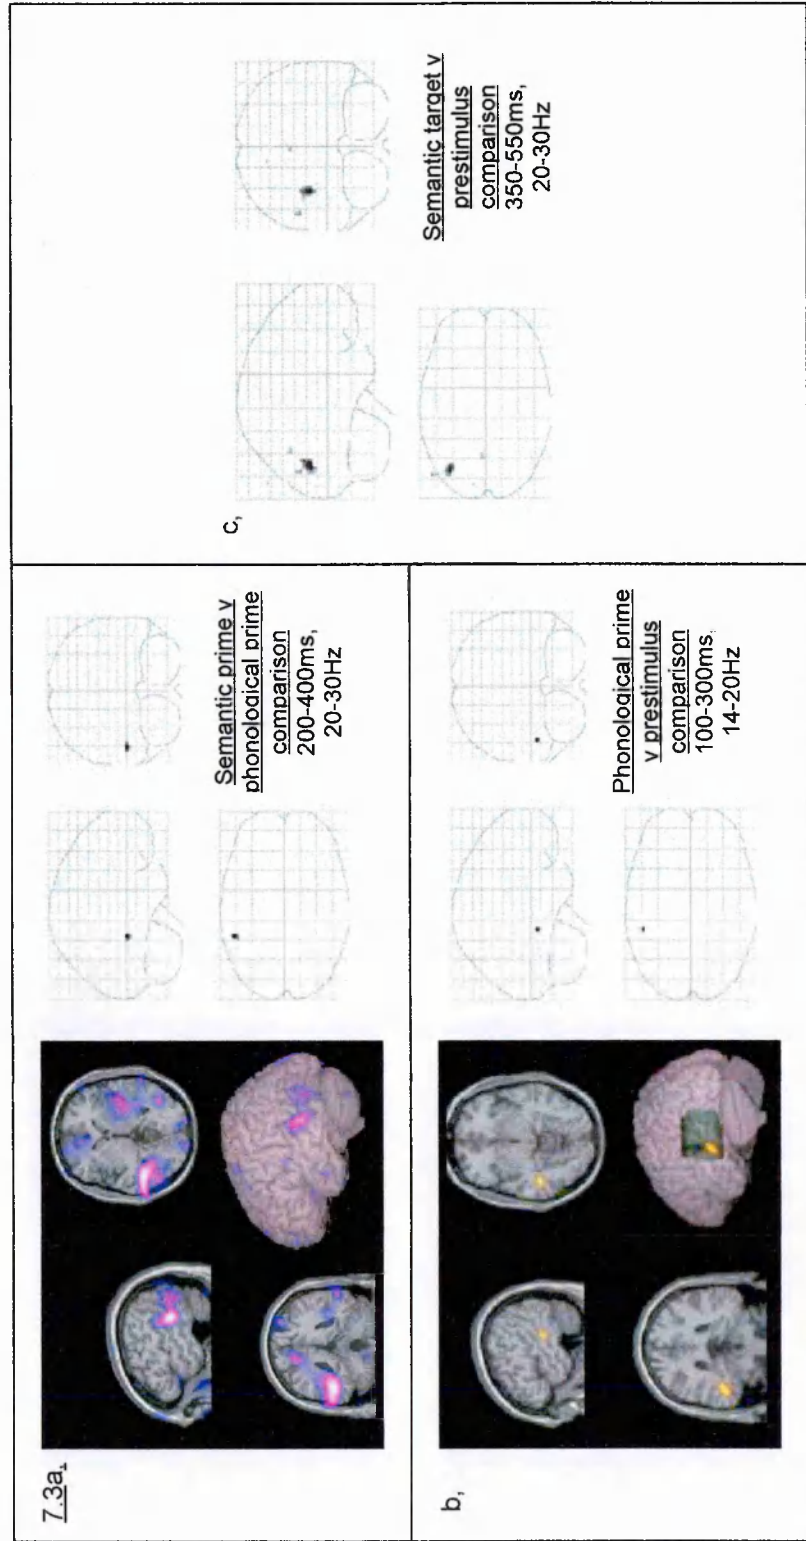 7.3a,
Semantic prime v
phonological prime
comparison
200-400ms,
20-30Hz
b,
Phonological prime
v prestimulus
comparison
100-300ms,
14-20Hz
c,
Semantic target v
prestimulus
comparison
350-550ms,
20-30Hz